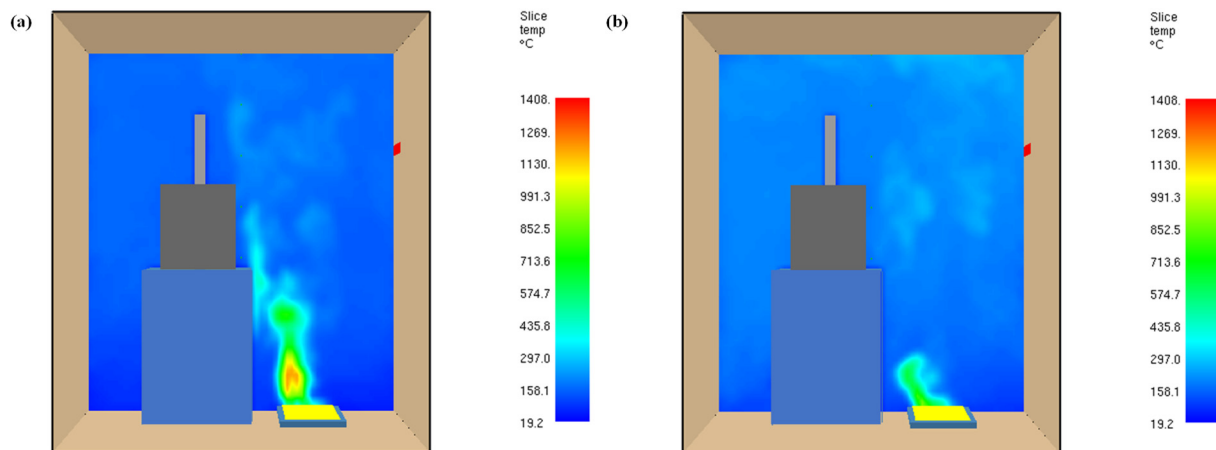 (a)
Slice
temp
°C
1408.
1269.
1130.
991.3
852.5
713.6
574.7
435.8
297.0
158.1
19.2
(b)
Slice
temp
°C
1408.
1269.
1130.
991.3
852.5
713.6
574.7
435.8
297.0
158.1
19.2